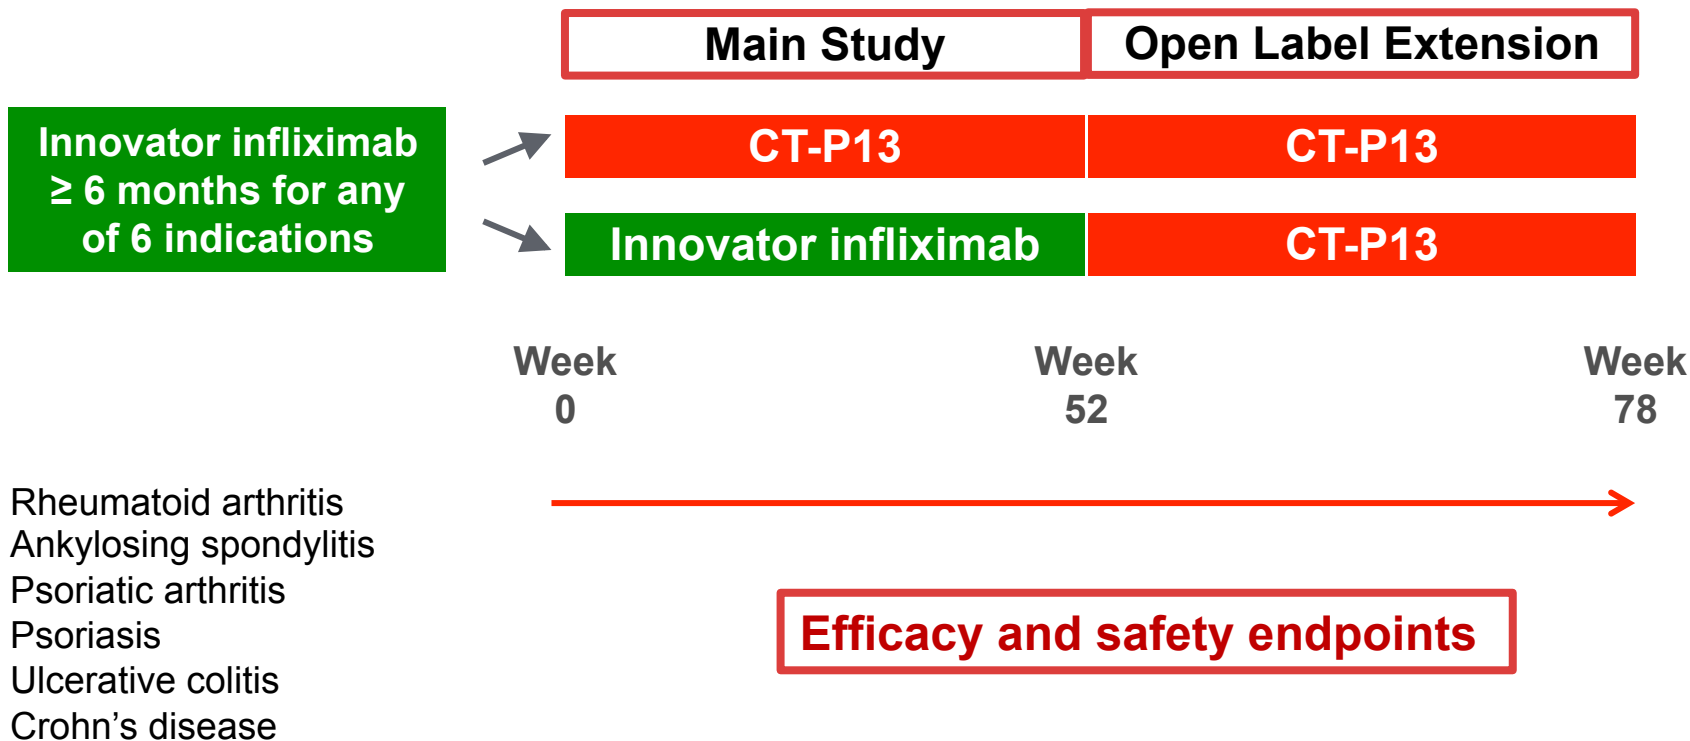 Main Study
Open Label Extension
Innovator infliximab
≥ 6 months for any
of 6 indications
CT-P13
CT-P13
Innovator infliximab
CT-P13
Week
0
Week
52
Week
78
Rheumatoid arthritis
Ankylosing spondylitis
Psoriatic arthritis
Psoriasis
Ulcerative colitis
Crohn’s disease
Efficacy and safety endpoints